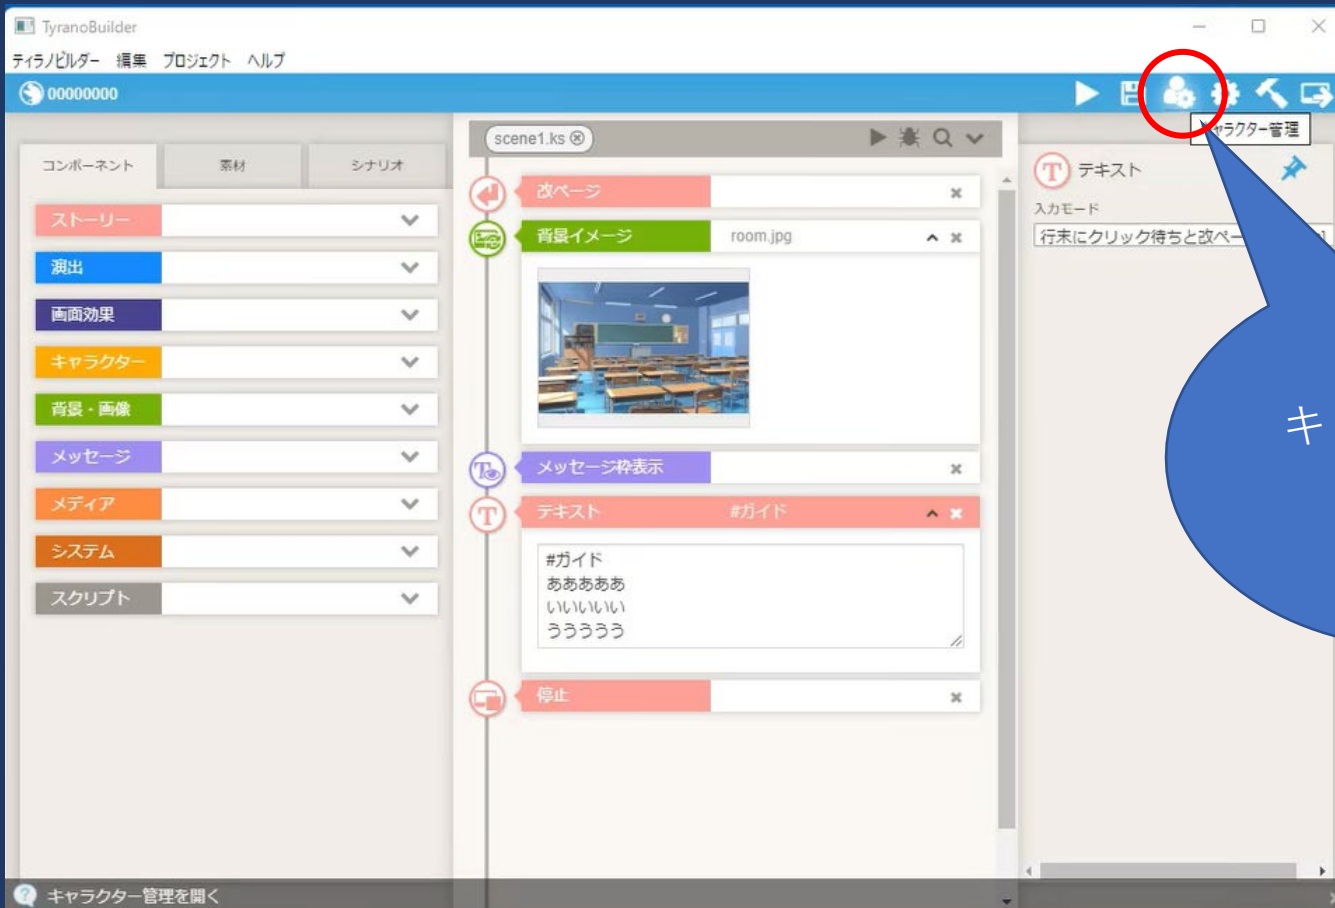 TyranoBuilder
ティラノビルダー 編集 プロジェクト ヘルプ
00000000
キャラクター管理
コンポーネント 素材 シナリオ
ストーリー
演出
画面効果
キャラクター
背景・画像
メッセージ
メディア
システム
スクリプト
scene1.ks
改ページ
背景イメージ room.jpg
メッセージ枠表示
テキスト #ガイド
#ガイド
あああああ
いいいいい
ううううう
停止
テキスト
入力モード
行末にクリック待ちと改ペー
キ
キャラクター管理を開く